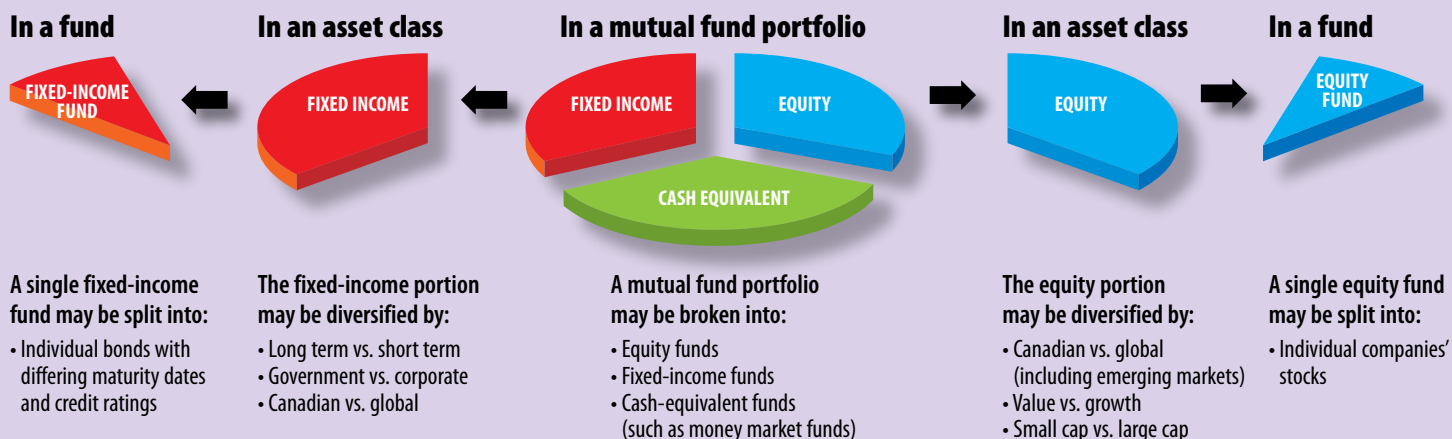 In a fund
FIXED-INCOME
FUND
A single fixed-income
fund may be split into:
• Individual bonds with
differing maturity dates
and credit ratings
In an asset class
FIXED INCOME
The fixed-income portion
may be diversified by:
• Long term vs. short term
• Government vs. corporate
• Canadian vs. global
In a mutual fund portfolio
FIXED INCOME
EQUITY
CASH EQUIVALENT
A mutual fund portfolio
may be broken into:
• Equity funds
• Fixed-income funds
• Cash-equivalent funds
(such as money market funds)
In an asset class
EQUITY
The equity portion
may be diversified by:
• Canadian vs. global
(including emerging markets)
• Value vs. growth
• Small cap vs. large cap
In a fund
EQUITY
FUND
A single equity fund
may be split into:
• Individual companies’
stocks